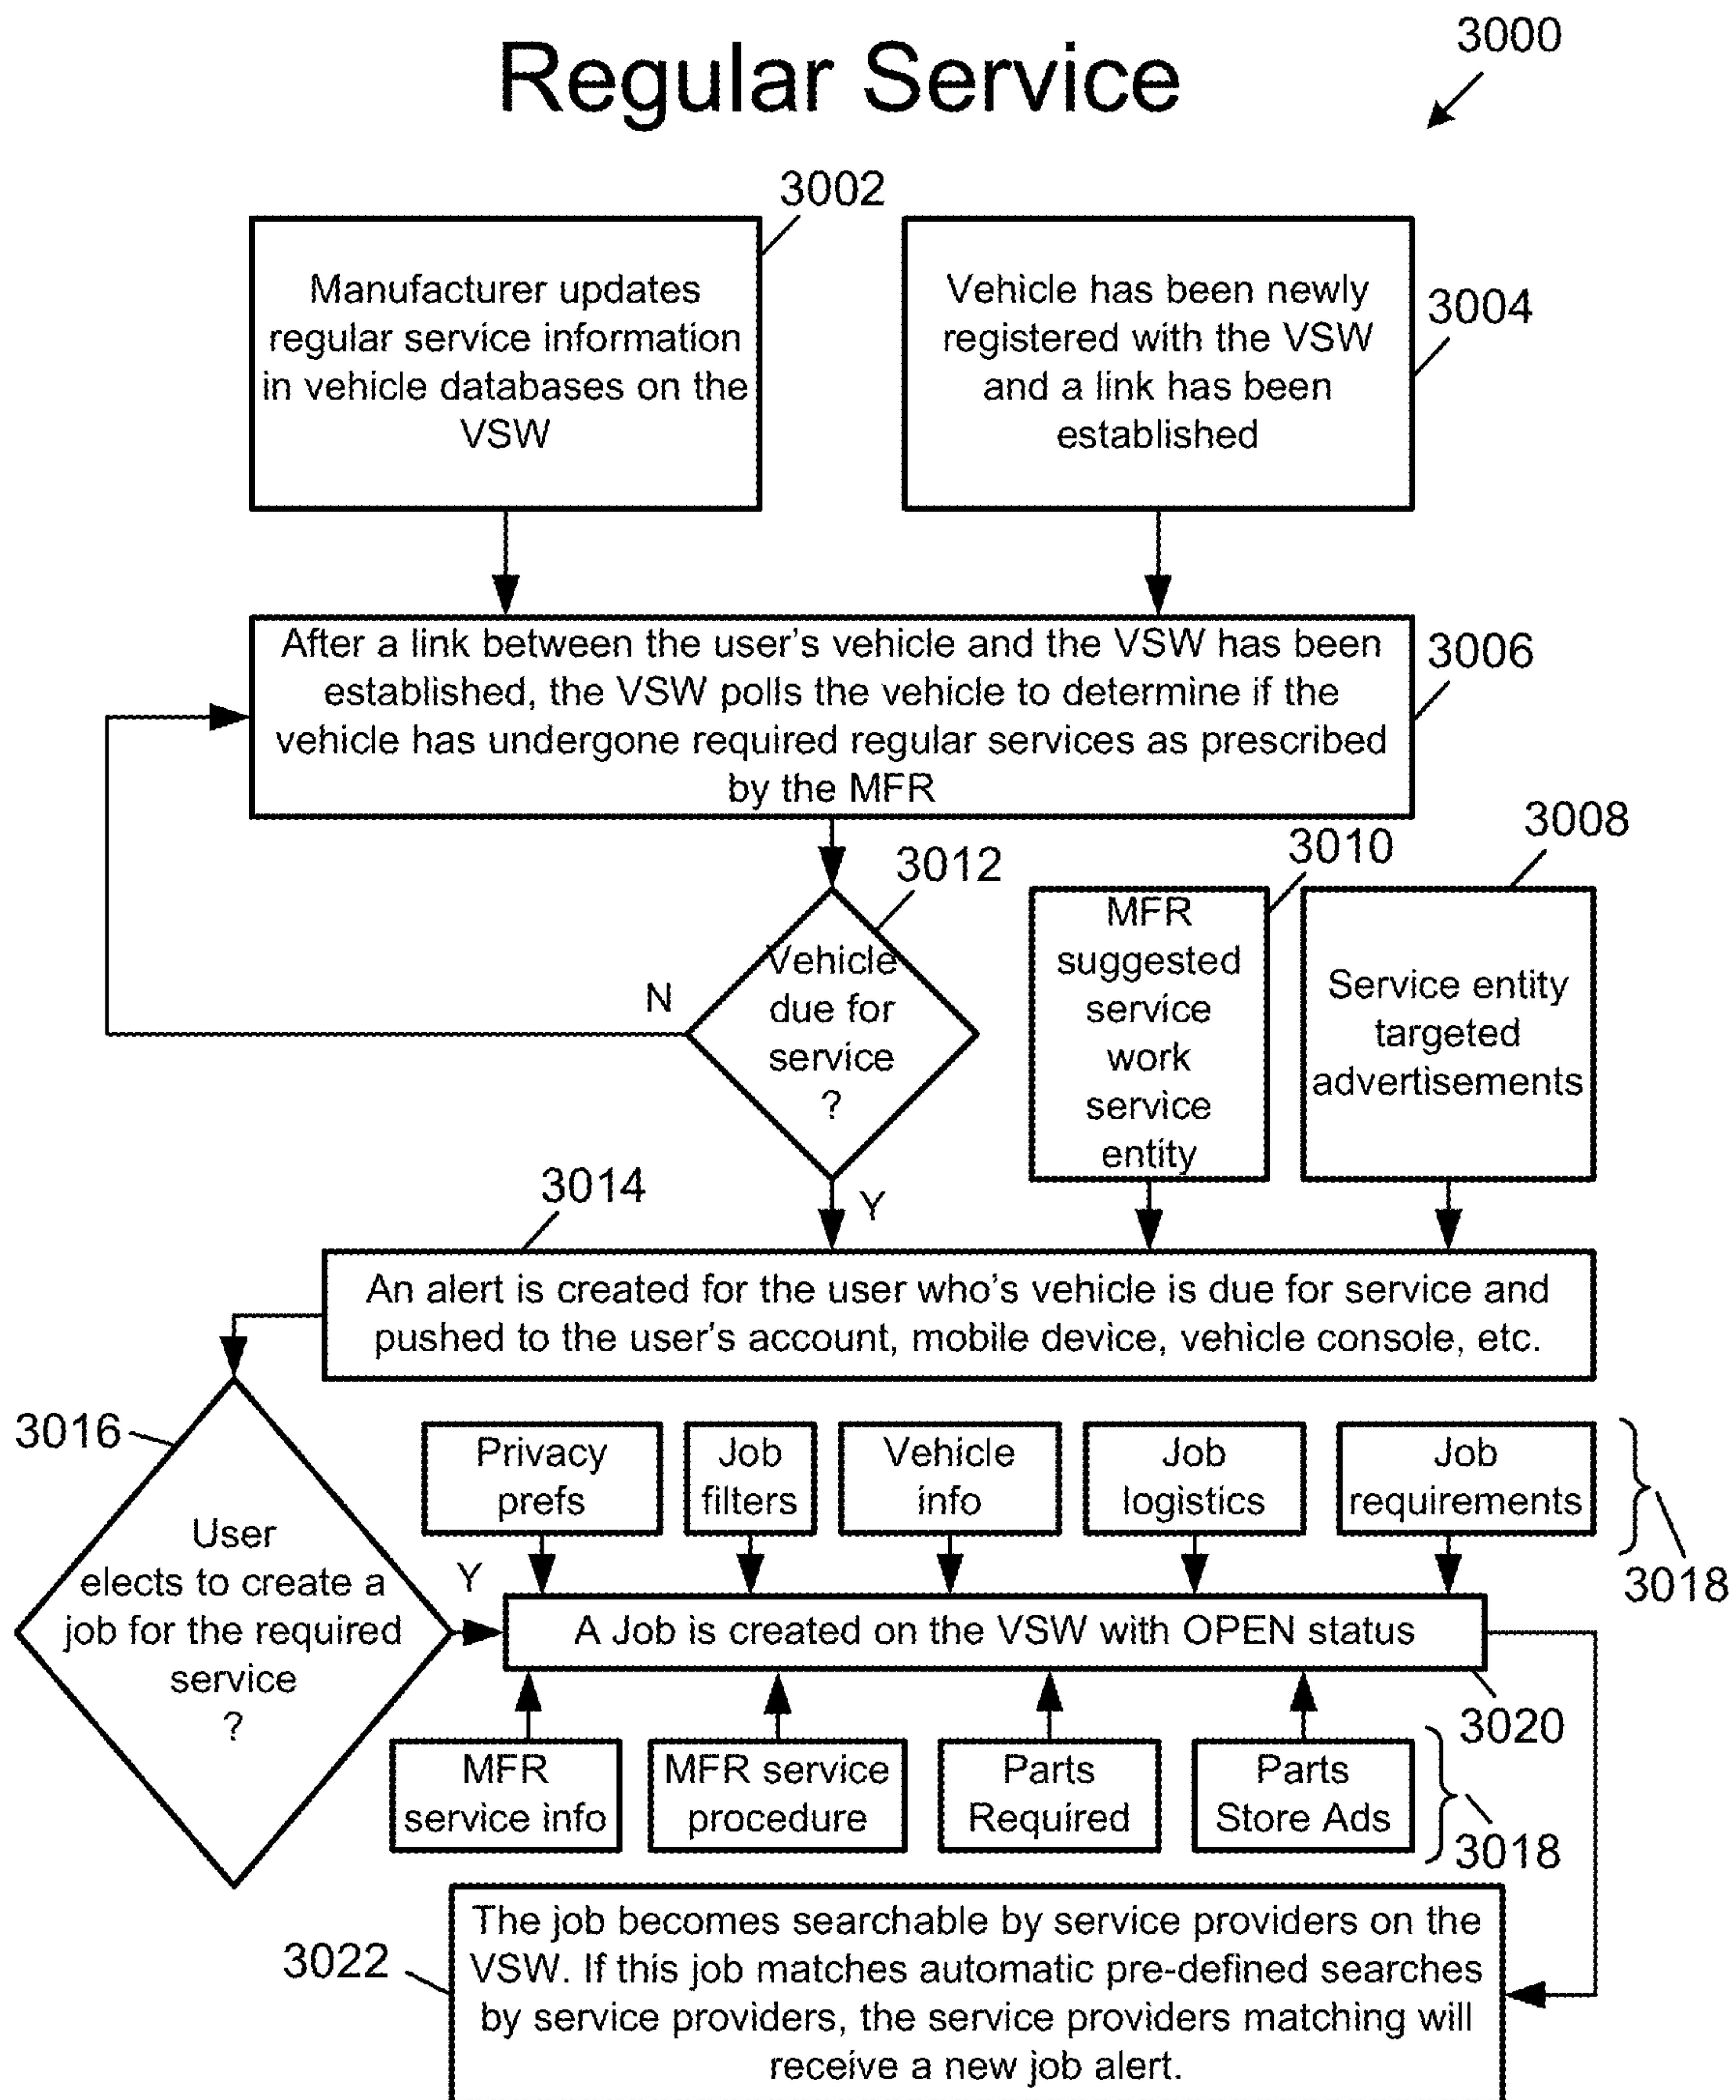 Regular Service
3000
3002
Manufacturer updates
regular service information
in vehicle databases on the
VSW
Vehicle has been newly
registered with the VSW
and a link has been
established
3004
After a link between the user's vehicle and the VSW has been
established, the VSW polls the vehicle to determine if the
vehicle has undergone required regular services as prescribed
by the MFR
3006
3012
Vehicle
due for
service
?
N
Y
3010
MFR
suggested
service
work
service
entity
3008
Service entity
targeted
advertisements
3014
An alert is created for the user who's vehicle is due for service and
pushed to the user's account, mobile device, vehicle console, etc.
3016
User
elects to create a
job for the required
service
?
Y
Privacy
prefs
Job
filters
Vehicle
info
Job
logistics
Job
requirements
3018
A Job is created on the VSW with OPEN status
3020
MFR
service info
MFR service
procedure
Parts
Required
Parts
Store Ads
3018
3022
The job becomes searchable by service providers on the
VSW. If this job matches automatic pre-defined searches
by service providers, the service providers matching will
receive a new job alert.